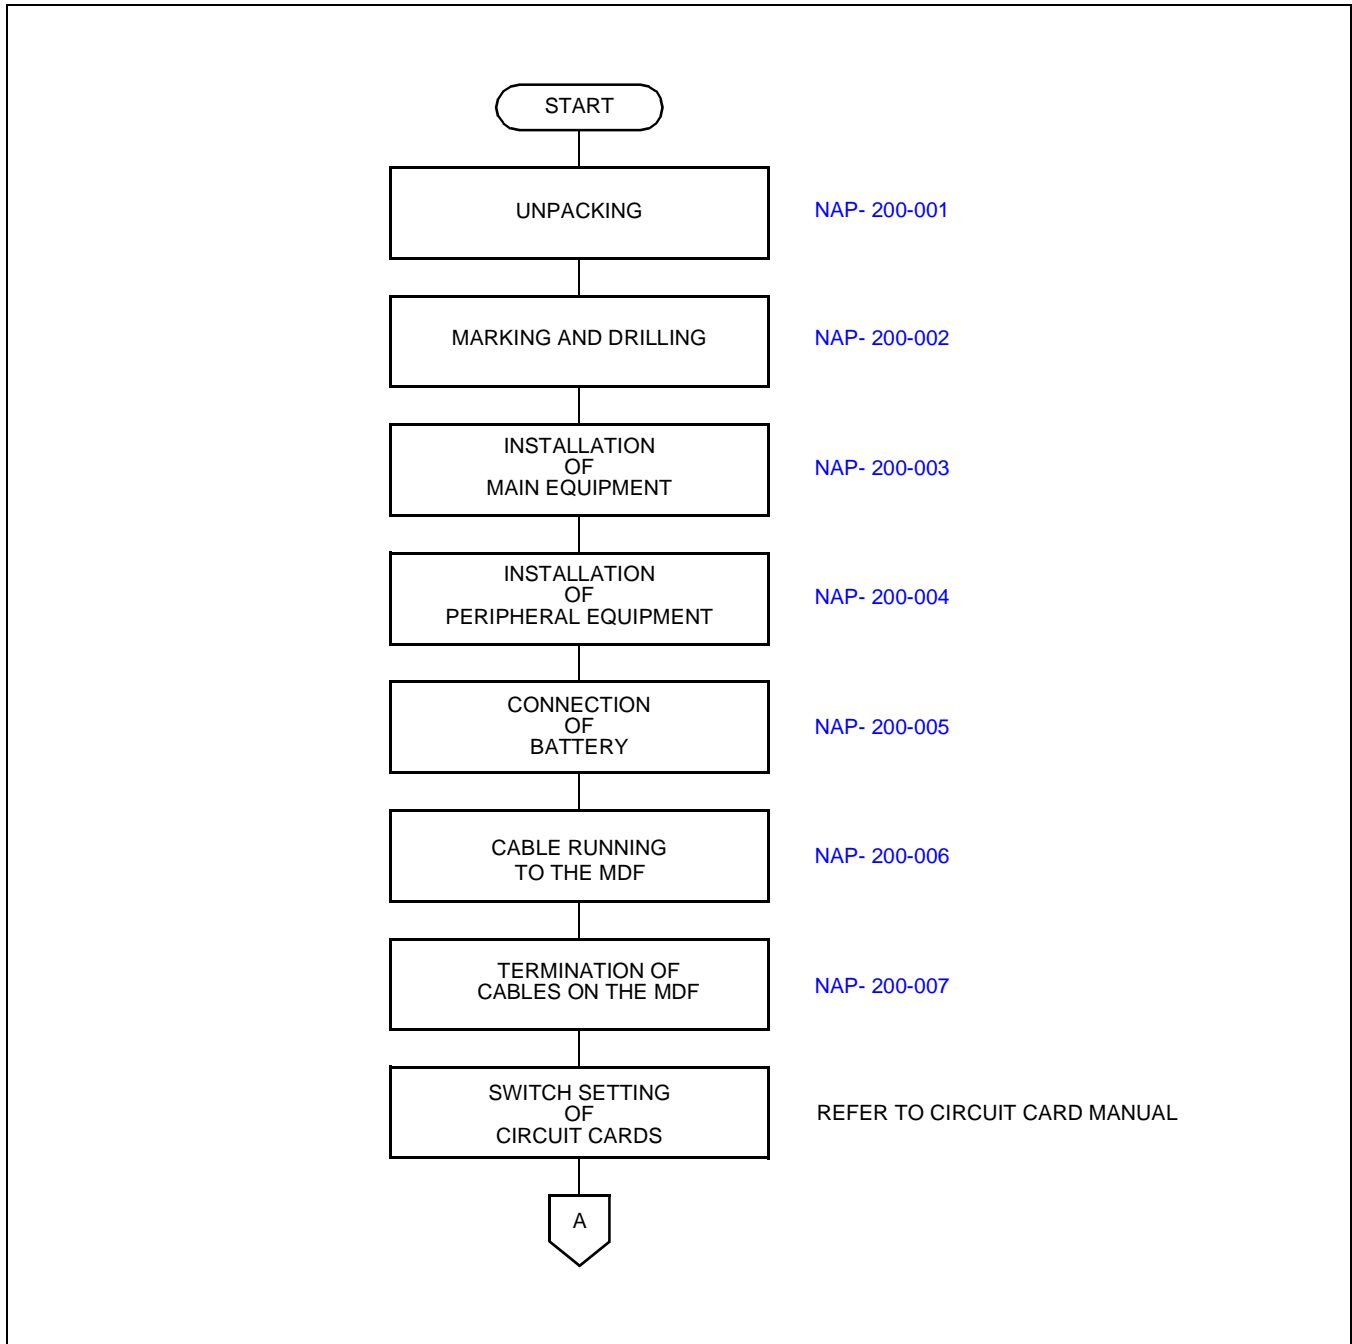 START
UNPACKING
NAP- 200-001
MARKING AND DRILLING
NAP- 200-002
INSTALLATION
OF
MAIN EQUIPMENT
NAP- 200-003
INSTALLATION
OF
PERIPHERAL EQUIPMENT
NAP- 200-004
CONNECTION
OF
BATTERY
NAP- 200-005
CABLE RUNNING
TO THE MDF
NAP- 200-006
TERMINATION OF
CABLES ON THE MDF
NAP- 200-007
SWITCH SETTING
OF
CIRCUIT CARDS
REFER TO CIRCUIT CARD MANUAL
A